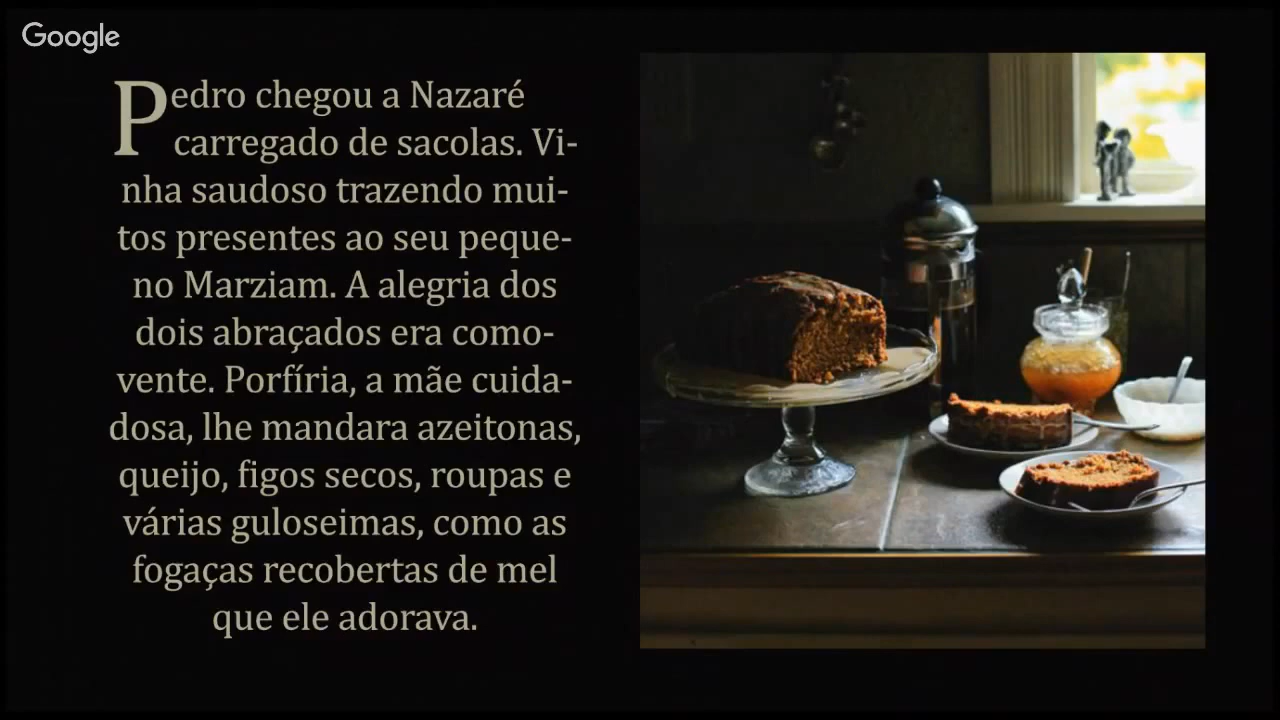 Google
Pedro chegou a Nazaré
carregado de sacolas. Vi-
nha saudoso trazendo mui-
tos presentes ao seu peque-
no Marziam. A alegria dos
dois abraçados era como-
vente. Porfíria, a mãe cuida-
dosa, lhe mandara azeitonas,
queijo, figos secos, roupas e
várias guloseimas, como as
fogaças recobertas de mel
que ele adorava.